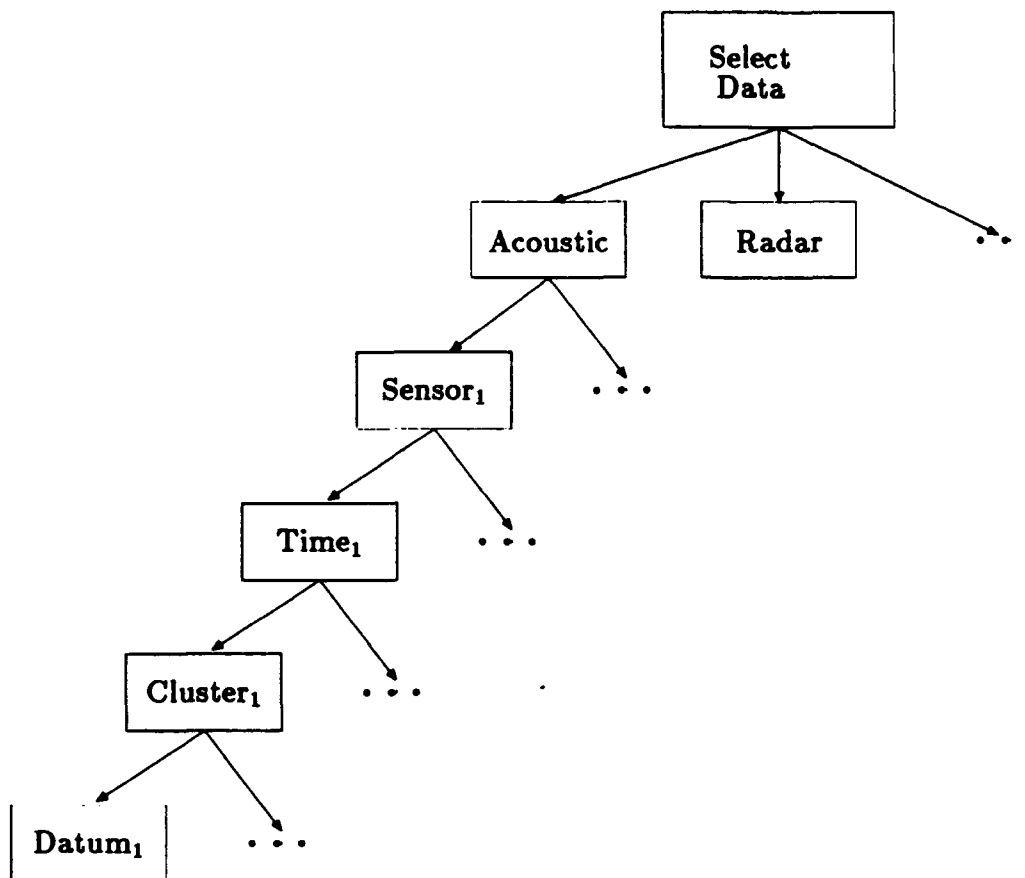 Select
Data
Acoustic
Radar
Sensor₁
Time₁
Cluster₁
Datum₁